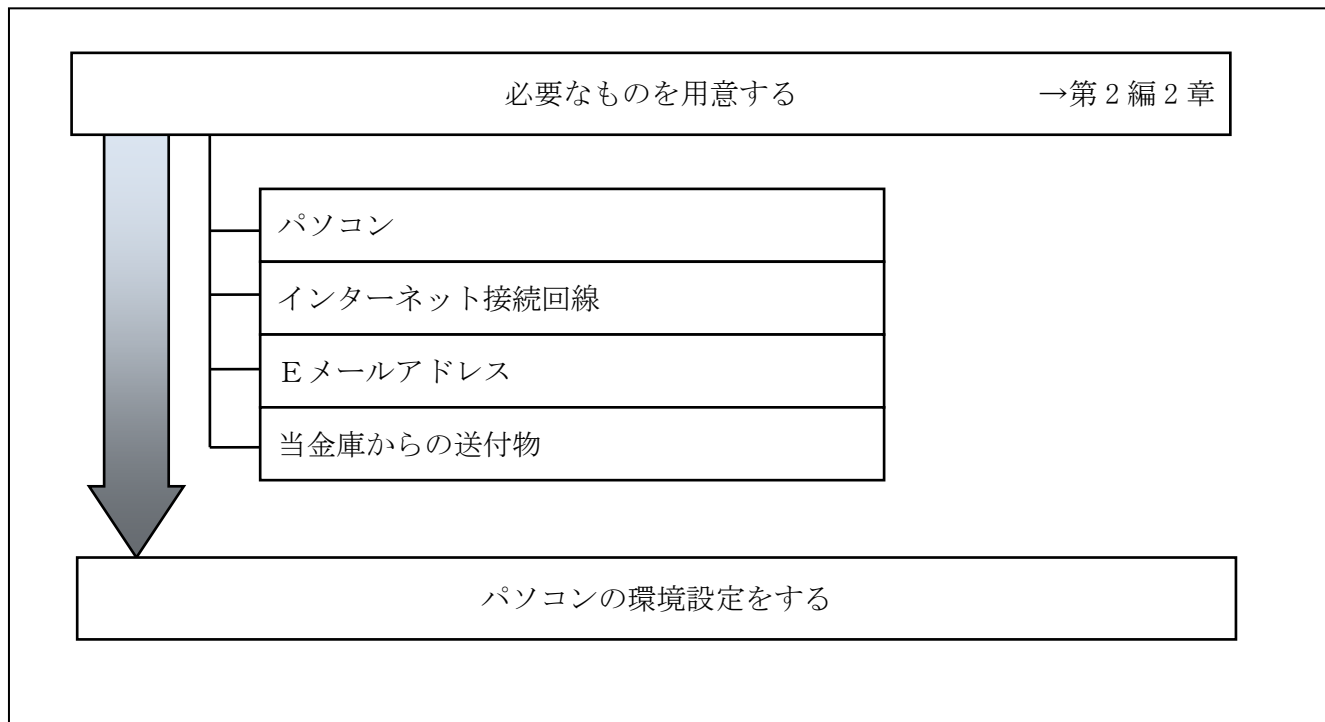 必要なものを用意する　→第２編２章
パソコン
インターネット接続回線
Ｅメールアドレス
当金庫からの送付物
パソコンの環境設定をする